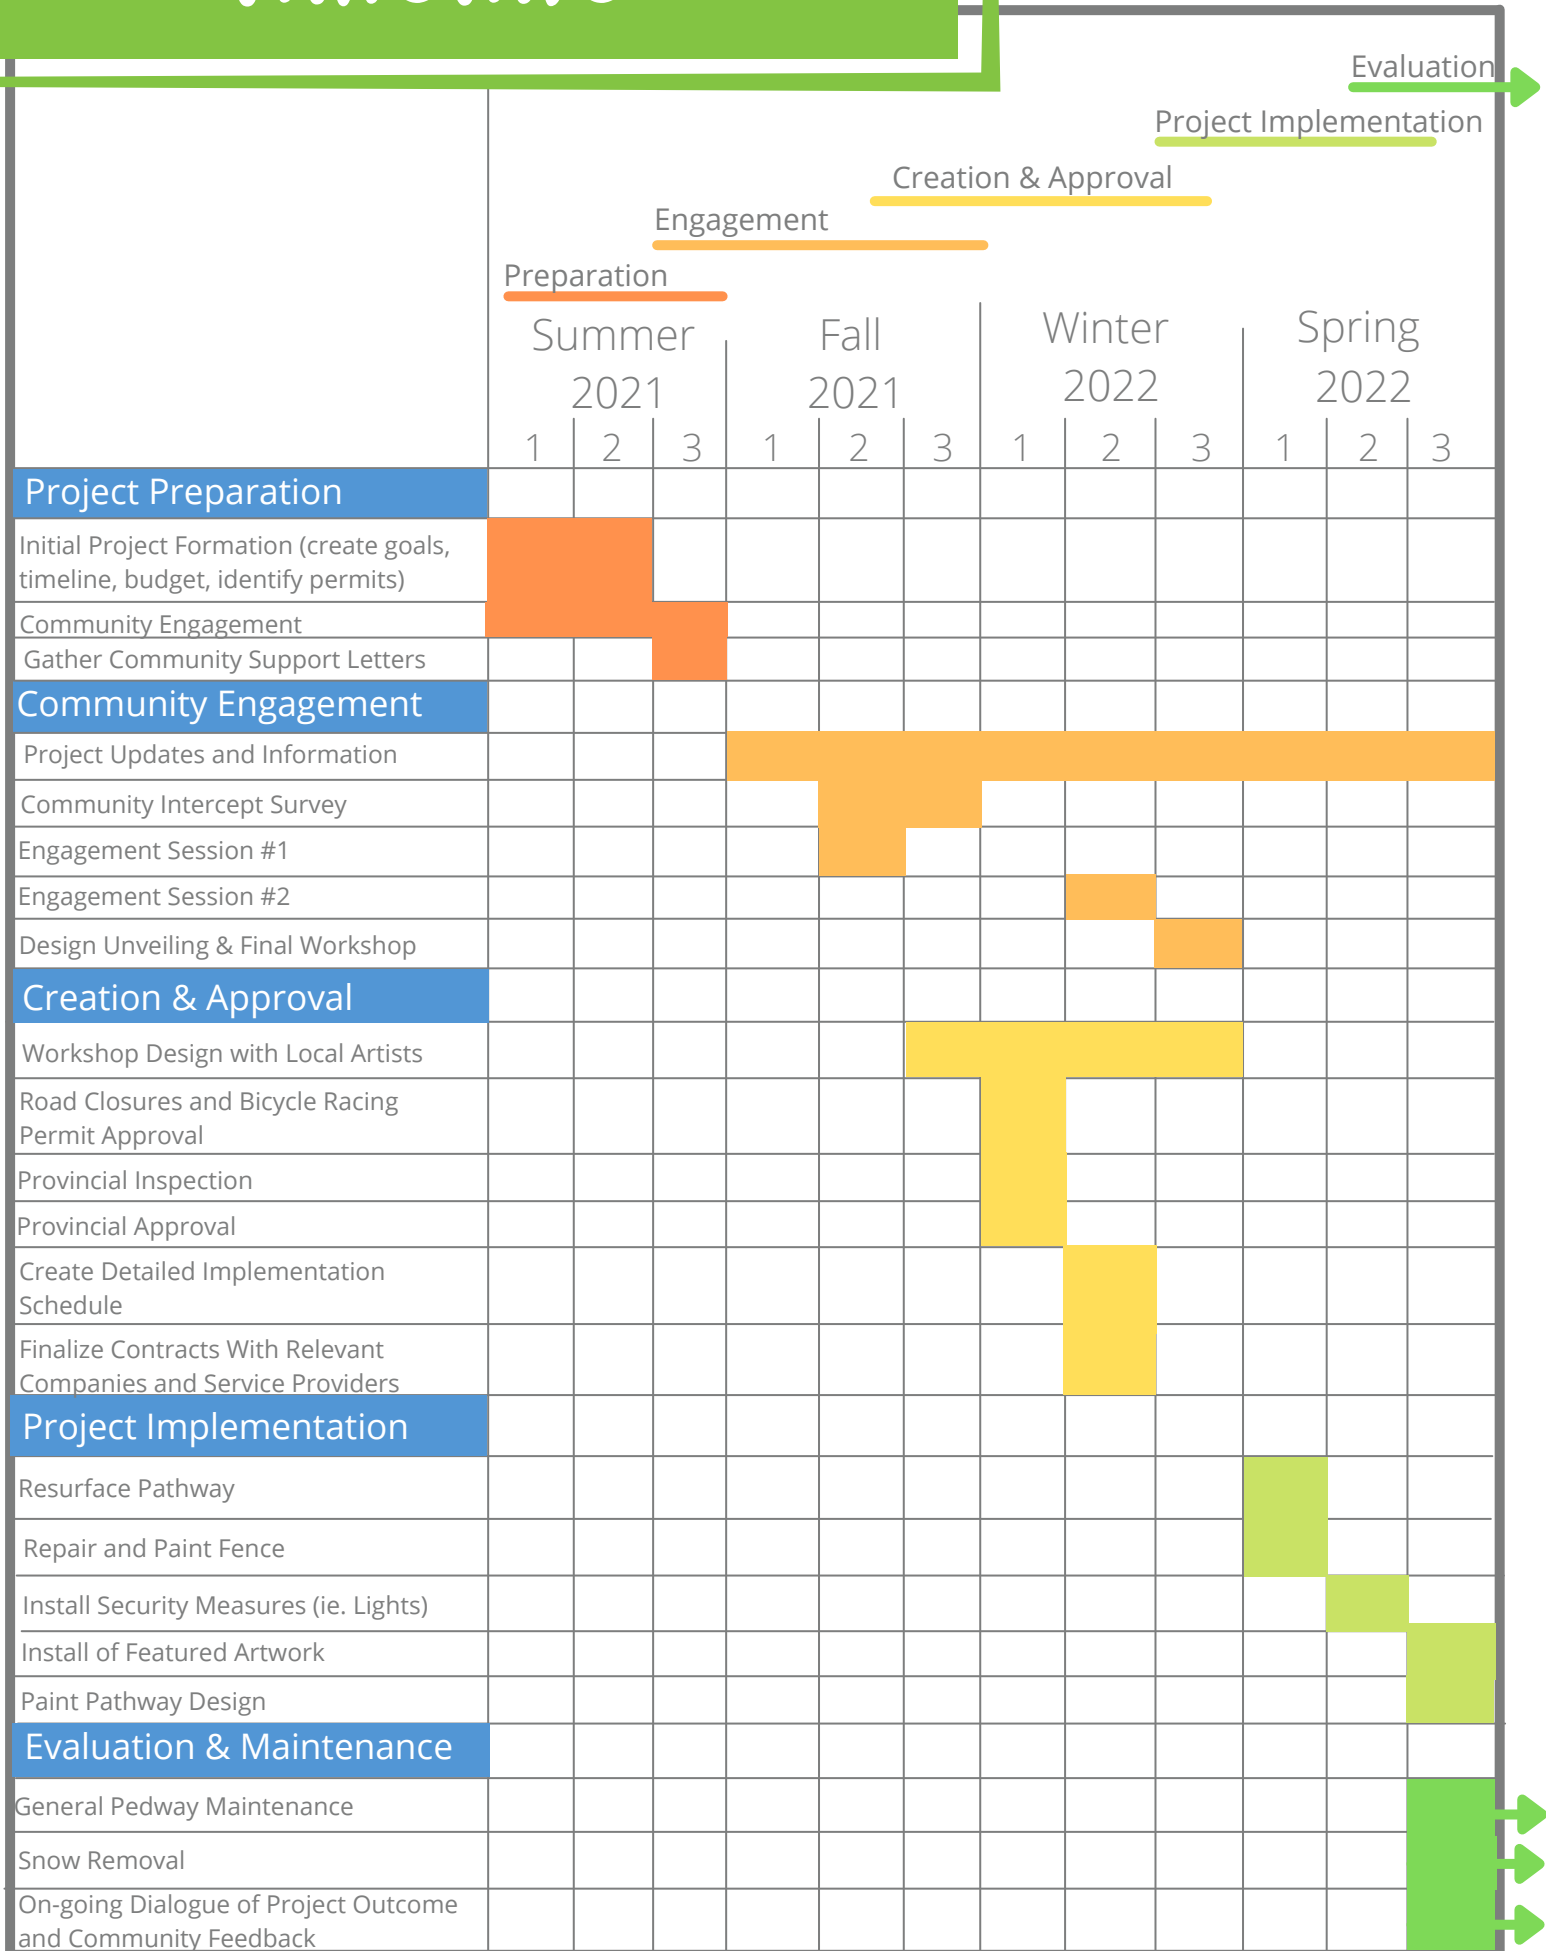 Evaluation
Project Implementation
Creation & Approval
Engagement
Preparation
Summer 2021
Fall 2021
Winter 2022
Spring 2022
1 2 3 1 2 3 1 2 3 1 2 3
Project Preparation
Initial Project Formation (create goals,
timeline, budget, identify permits)
Community Engagement
Gather Community Support Letters
Community Engagement
Project Updates and Information
Community Intercept Survey
Engagement Session #1
Engagement Session #2
Design Unveiling & Final Workshop
Creation & Approval
Workshop Design with Local Artists
Road Closures and Bicycle Racing
Permit Approval
Provincial Inspection
Provincial Approval
Create Detailed Implementation
Schedule
Finalize Contracts With Relevant
Companies and Service Providers
Project Implementation
Resurface Pathway
Repair and Paint Fence
Install Security Measures (ie. Lights)
Install of Featured Artwork
Paint Pathway Design
Evaluation & Maintenance
General Pedway Maintenance
Snow Removal
On-going Dialogue of Project Outcome
and Community Feedback